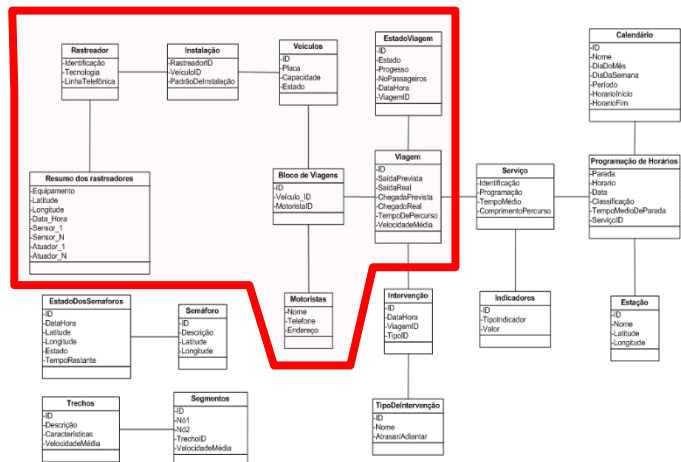 Rastreador
-Identificação
-Tecnologia
-LinhaTelefônica
Instalação
-RastreadorID
-VeículoID
-PadrãoDeInstalação
Veículos
-ID
-Placa
-Capacidade
-Estado
EstadoViagem
-ID
-Estado
-Progesso
-NoPassageiros
-DataHora
-ViagemID
Calendário
-ID
-Nome
-DiaDoMês
-DiaDaSemana
-Período
-HorarioInício
-HorarioFim
Resumo dos rastreadores
-Equipamento
-Latitude
-Longitude
-Data_Hora
-Sensor_1
-Sensor_N
-Atuador_1
-Atuador_N
Bloco de Viagens
-ID
-Veículo_ID
-MotoristaID
Viagem
-ID
-SaídaPrevista
-SaídaReal
-ChegadaPrevista
-ChegadoReal
-TempoDePercurso
-VelocidadeMédia
Serviço
-Identificação
-Programação
-TempoMédio
-ComprimentoPercurso
Programação de Horários
-Parada
-Horario
-Data
-Classificação
-TempoMedioDeParada
-ServiçoID
EstadoDosSemaforos
-ID
-DataHora
-Latitude
-Longitude
-Estado
-TempoRestante
Semáforo
-ID
-Descrição
-Latitude
-Longitude
Motoristas
-Nome
-Telefone
-Endereço
Intervenção
-ID
-DataHora
-ViagemID
-TipoID
Indicadores
-ID
-TipoIndicador
-Valor
Estação
-ID
-Nome
-Latitude
-Longitude
Trechos
-ID
-Descrição
-Características
-VelocidadeMédia
Segmentos
-ID
-Nó1
-Nó2
-TrechoID
-VelocidadeMédia
TipoDeIntervenção
-ID
-Nome
-Atrasar/Adiantar